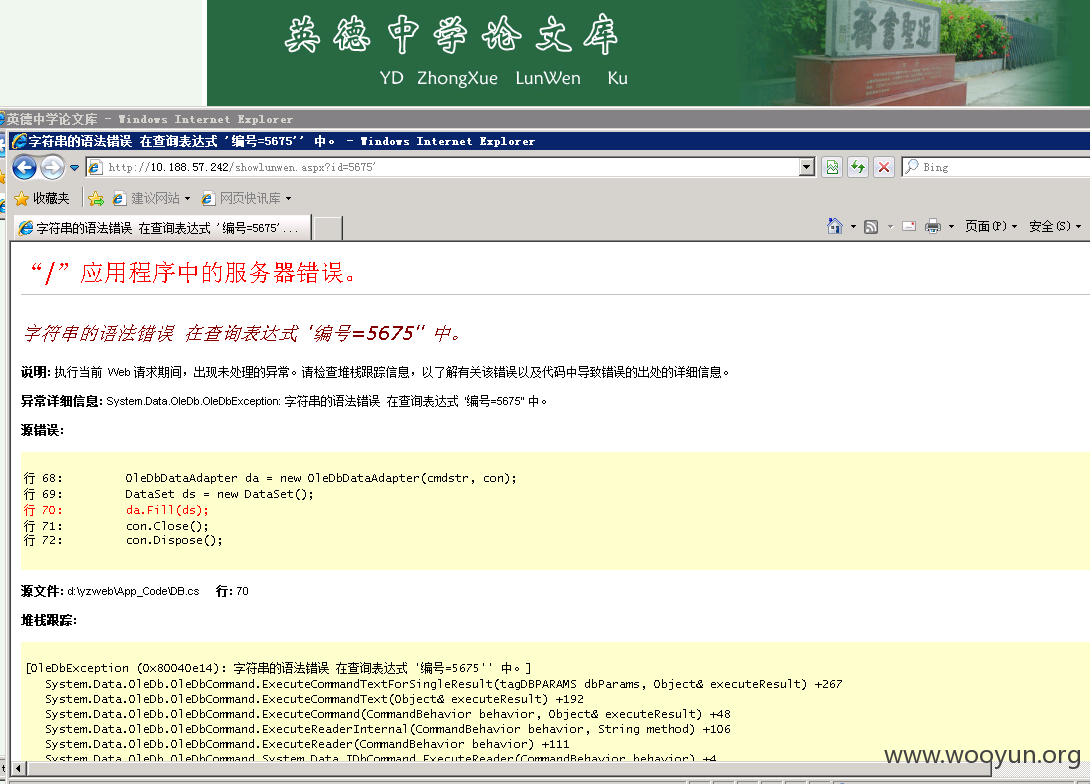 英德中学论文库
YD ZhongXue LunWen Ku
英德中学论文库 - Windows Internet Explorer
字符串的语法错误 在查询表达式 '编号=5675'' 中。 - Windows Internet Explorer
http://10.188.57.242/showlunwen.aspx?id=5675'
Bing
收藏夹 建议网站 网页快讯库
字符串的语法错误 在查询表达式 '编号=5675'...
页面(P) 安全(S)
“/”应用程序中的服务器错误。
字符串的语法错误 在查询表达式 '编号=5675'' 中。
说明: 执行当前 Web 请求期间，出现未处理的异常。请检查堆栈跟踪信息，以了解有关该错误以及代码中导致错误的出处的详细信息。
异常详细信息: System.Data.OleDb.OleDbException: 字符串的语法错误 在查询表达式 '编号=5675'' 中。
源错误:
行 68: OleDbDataAdapter da = new OleDbDataAdapter(cmdstr, con);
行 69: DataSet ds = new DataSet();
行 70: da.Fill(ds);
行 71: con.Close();
行 72: con.Dispose();
源文件: d:\yzweb\App_Code\DB.cs 行: 70
堆栈跟踪:
[OleDbException (0x80040e14): 字符串的语法错误 在查询表达式 '编号=5675'' 中。]
System.Data.OleDb.OleDbCommand.ExecuteCommandTextForSingleResult(tagDBPARAMS dbParams, Object& executeResult) +267
System.Data.OleDb.OleDbCommand.ExecuteCommandText(Object& executeResult) +192
System.Data.OleDb.OleDbCommand.ExecuteCommand(CommandBehavior behavior, Object& executeResult) +48
System.Data.OleDb.OleDbCommand.ExecuteReaderInternal(CommandBehavior behavior, String method) +106
System.Data.OleDb.OleDbCommand.ExecuteReader(CommandBehavior behavior) +111
System.Data.OleDb.OleDbCommand.System.Data.IDbCommand.ExecuteReader(CommandBehavior behavior) +4
www.wooyun.org